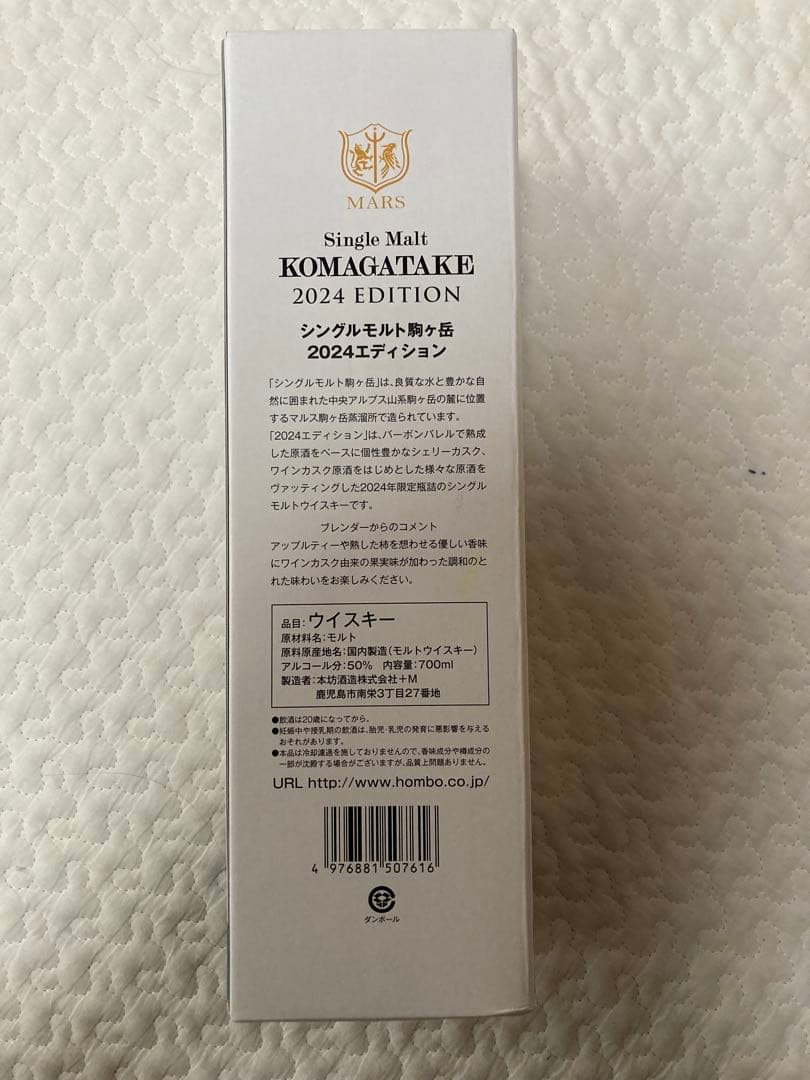 MARS
Single Malt
KOMAGATAKE
2024 EDITION
シングルモルト駒ヶ岳
2024エディション
「シングルモルト駒ヶ岳」は、良質な水と豊かな自
然に囲まれた中央アルプス山系駒ヶ岳の麓に位置
するマルス駒ヶ岳蒸溜所で造られています。
「2024エディション」は、バーボンバレルで熟成
した原酒をベースに個性豊かなシェリーカスク、
ワインカスク原酒をはじめとした様々な原酒を
ヴァッティングした2024年限定瓶詰のシングル
モルトウイスキーです。
ブレンダーからのコメント
アップルティーや熟した柿を想わせる優しい香味
にワインカスク由来の果実味が加わった調和のと
れた味わいをお楽しみください。
品目:ウイスキー
原材料名:モルト
原料原産地名:国内製造(モルトウイスキー)
アルコール分:50% 内容量:700ml
製造者:本坊酒造株式会社+M
鹿児島市南栄3丁目27番地
●飲酒は20歳になってから。
●妊娠中や授乳期の飲酒は、胎児・乳児の発育に悪影響を与える
おそれがあります。
●本品は冷却濾過を施しておりませんので、香味成分や樽成分の
一部が沈殿する場合がございますが、品質上問題ありません。
URL http://www.hombo.co.jp/
4 976881 507616
ダンボール